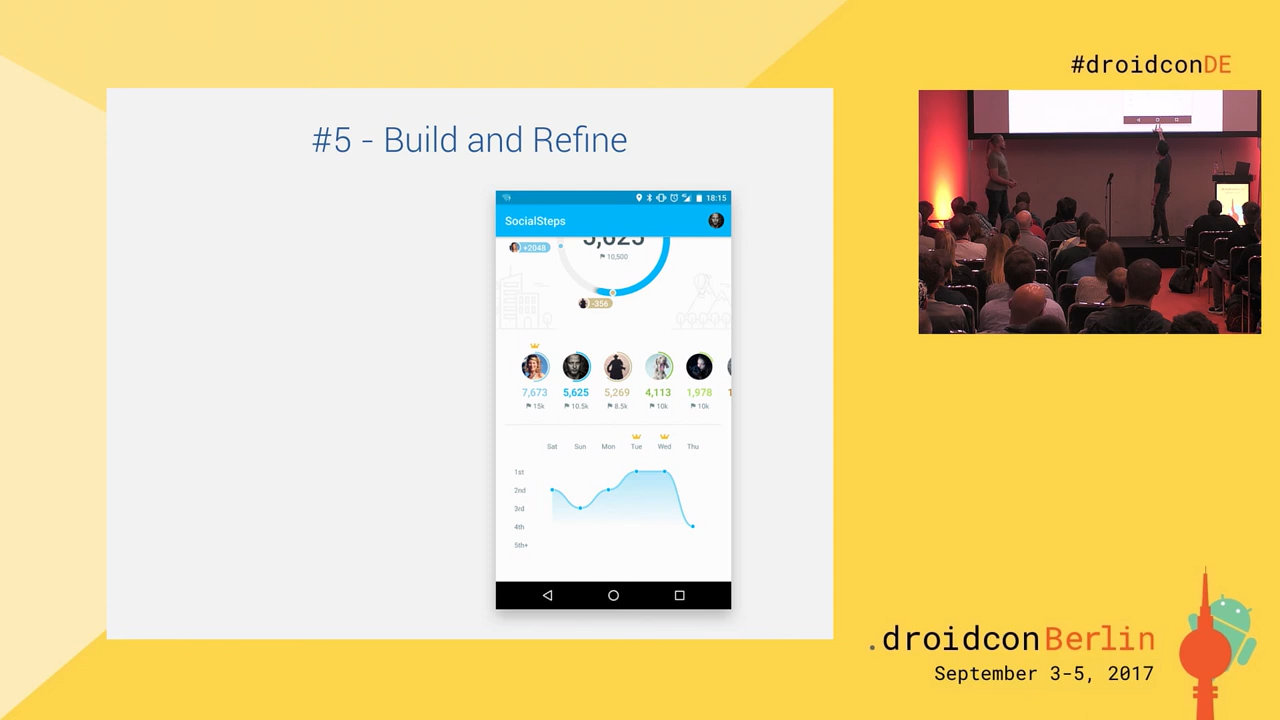 #droidconDE
#5 - Build and Refine
18:15
SocialSteps
5,625
+2048
10,500
-356
7,673 5,625 5,269 4,113 1,978
15k 10.5k 8.5k 10k 10k
Sat Sun Mon Tue Wed Thu
1st
2nd
3rd
4th
5th+
.droidconBerlin
September 3-5, 2017